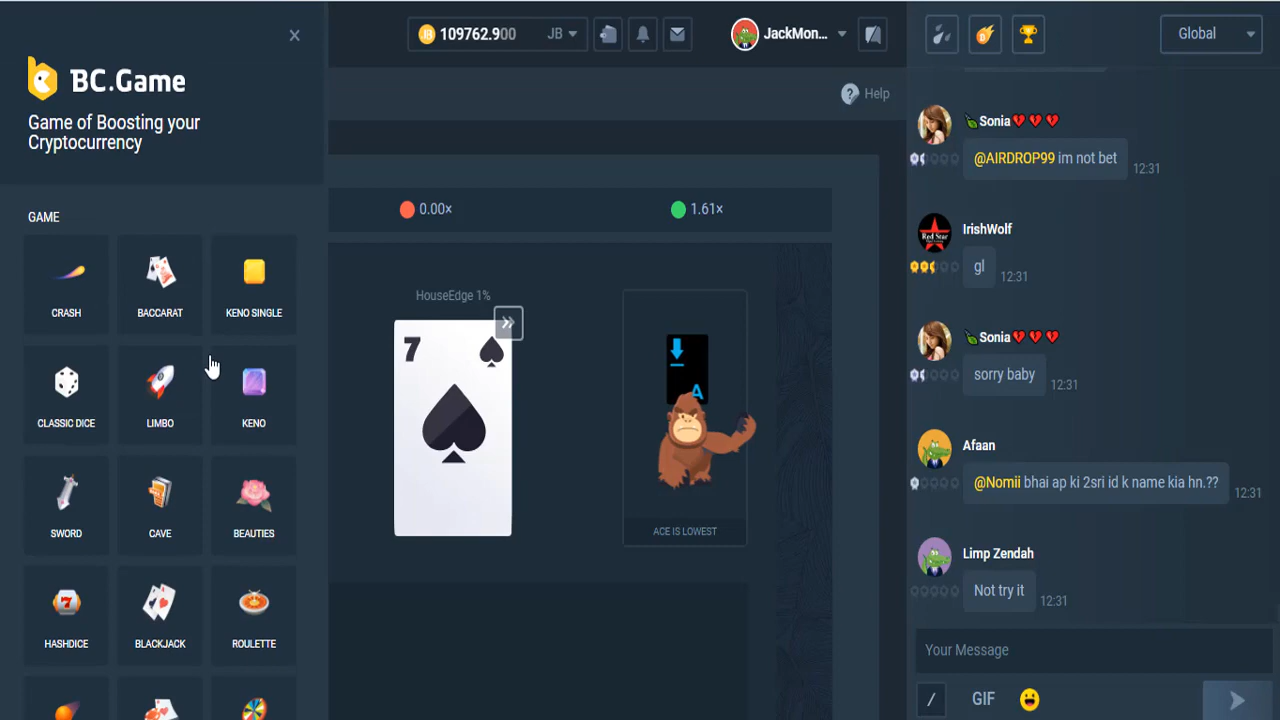 BC.Game
Game of Boosting your
Cryptocurrency
GAME
CRASH
BACCARAT
KENO SINGLE
CLASSIC DICE
LIMBO
KENO
SWORD
CAVE
BEAUTIES
HASHDICE
BLACKJACK
ROULETTE
109762.900
JB
JackMon...
Help
0.00×
1.61×
HouseEdge 1%
7
A
ACE IS LOWEST
Global
Sonia
@AIRDROP99 im not bet
12:31
IrishWolf
gl
12:31
Sonia
sorry baby
12:31
Afaan
@Nomii bhai ap ki 2sri id k name kia hn.??
12:31
Limp Zendah
Not try it
12:31
Your Message
/
GIF